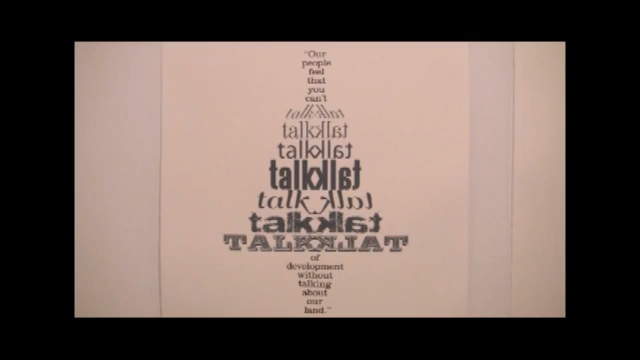 "Our
people
feel
that
you
can't
talkklat
talkklat
talkklat
talkklat
talkklat
talkklat
TALKKLAT
of
development
without
talking
about
our
land."